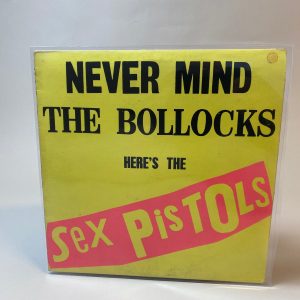 NEVER MIND
THE BOLLOCKS
HERE'S THE
Sex PisTOLs